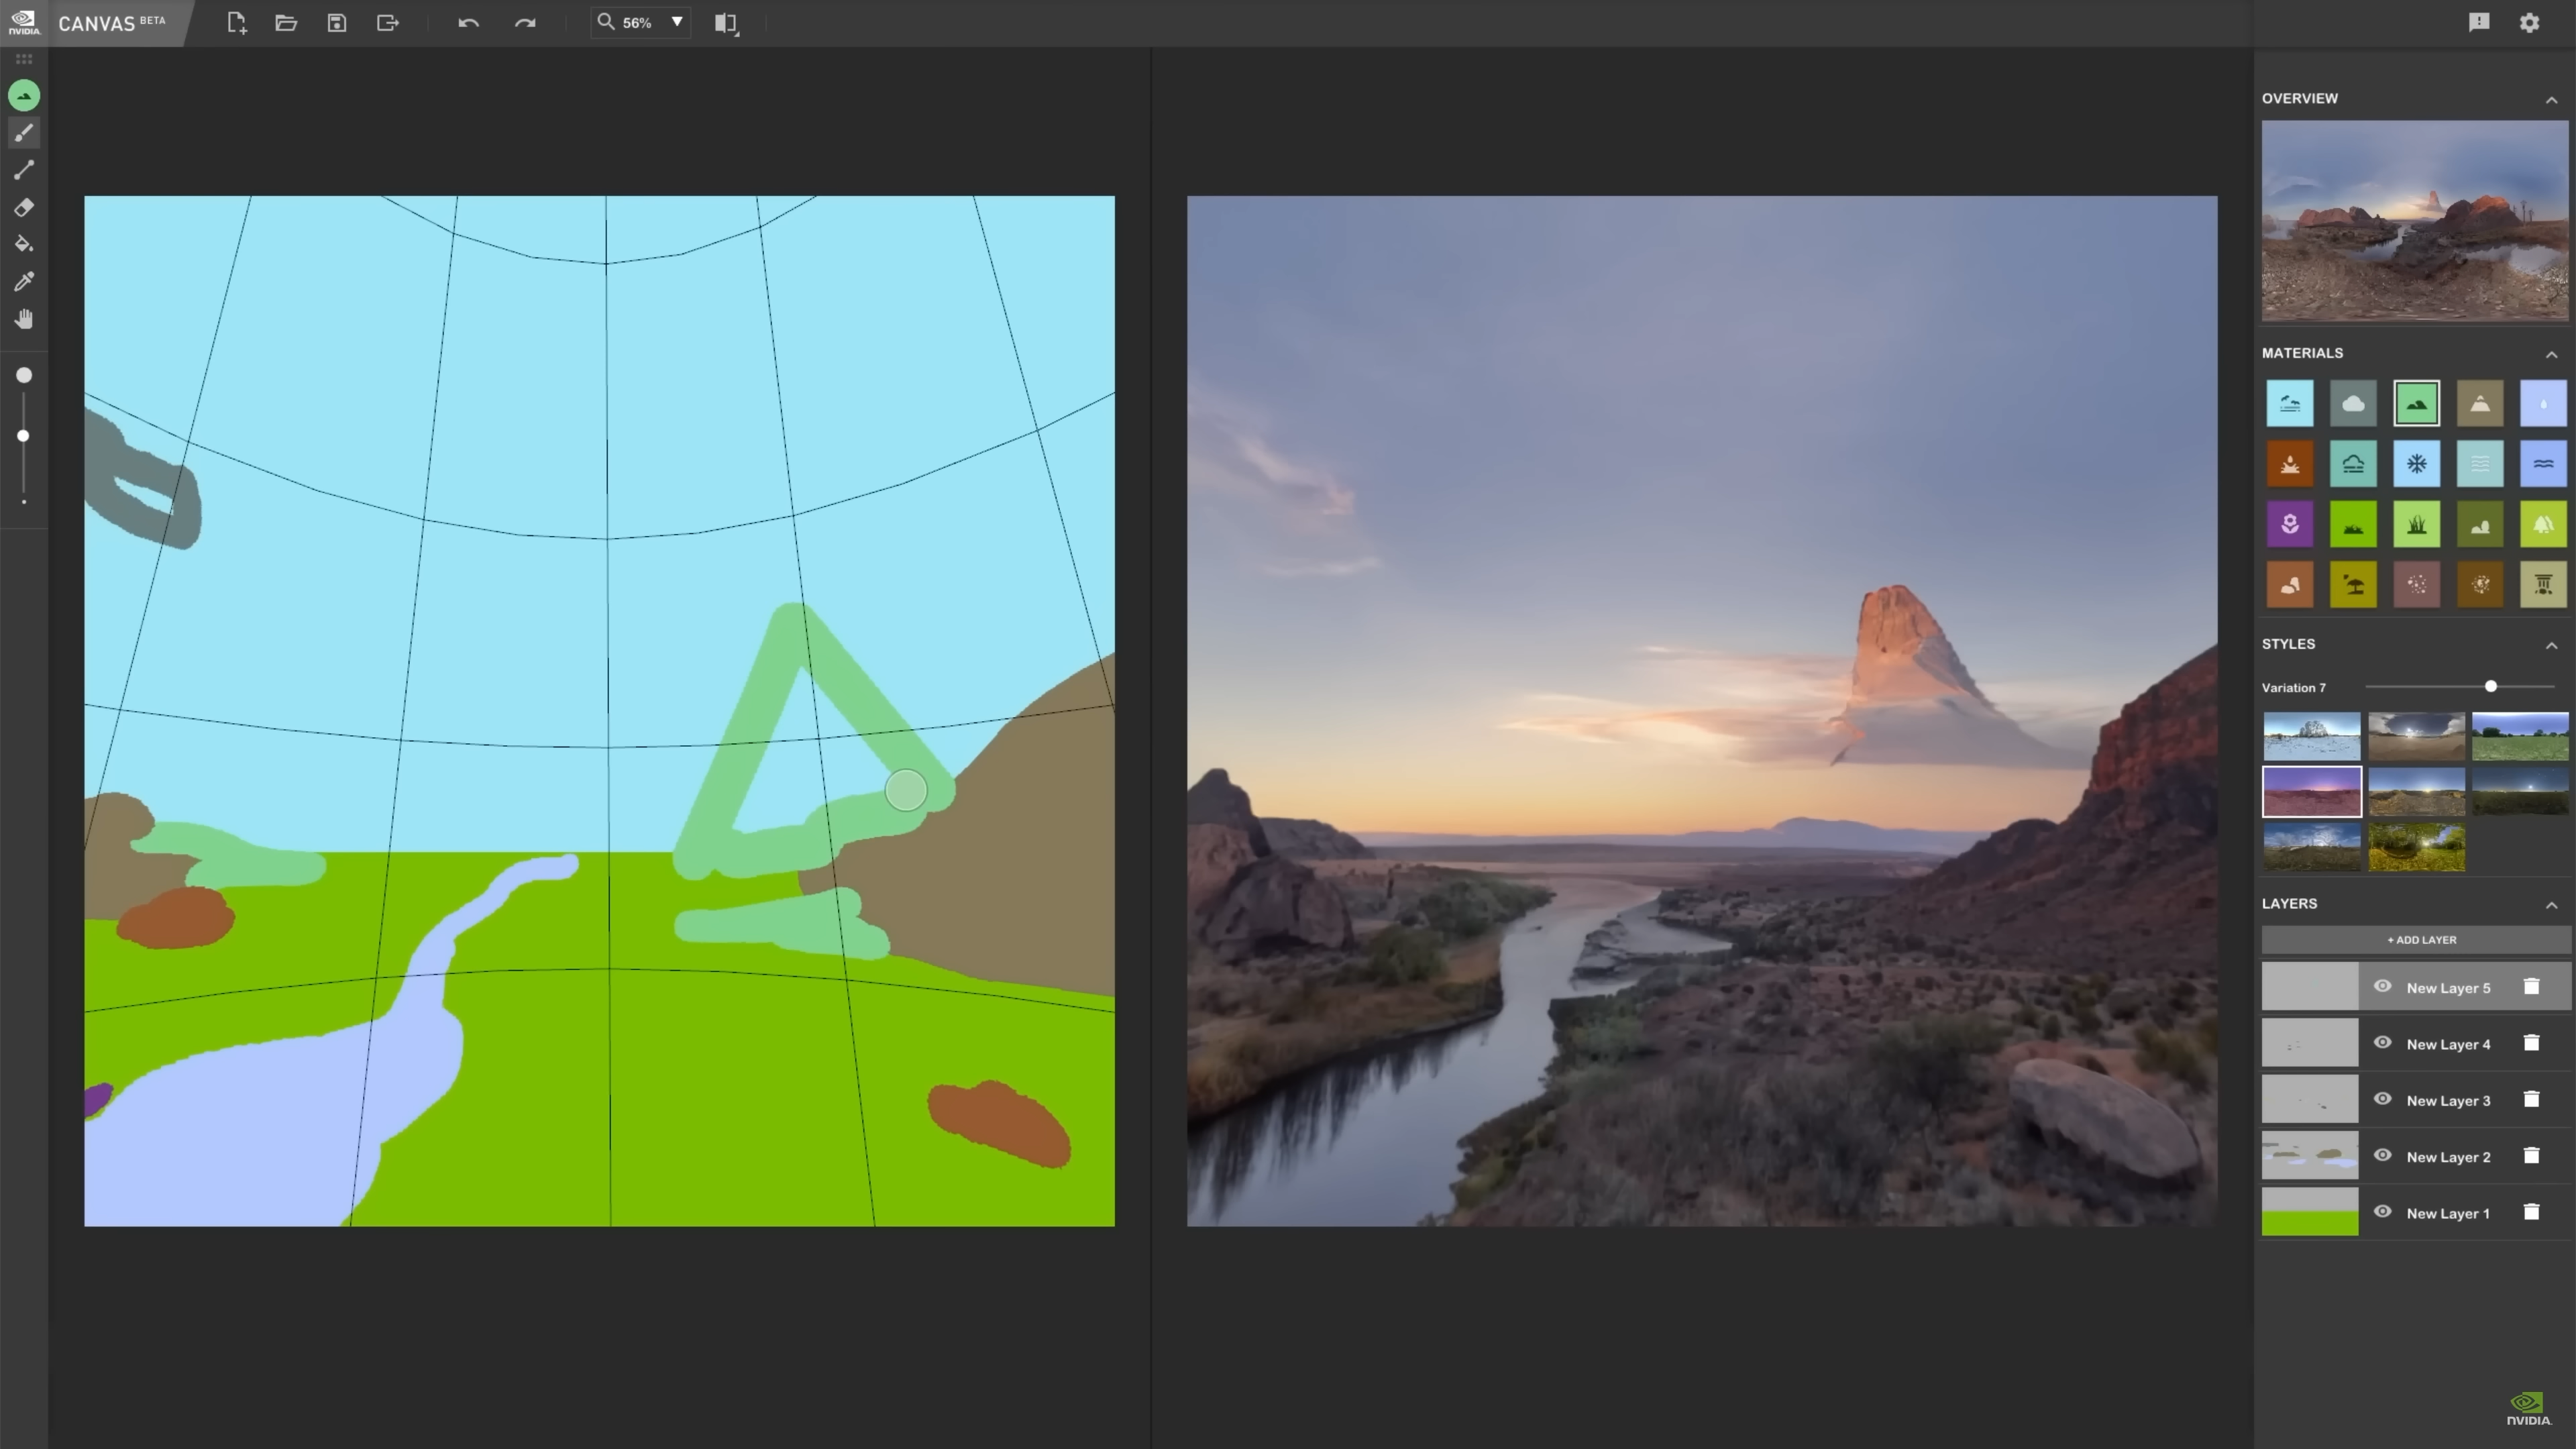 NVIDIA. CANVAS BETA
56%
OVERVIEW
MATERIALS
STYLES
Variation 7
LAYERS
+ ADD LAYER
New Layer 5
New Layer 4
New Layer 3
New Layer 2
New Layer 1
NVIDIA.